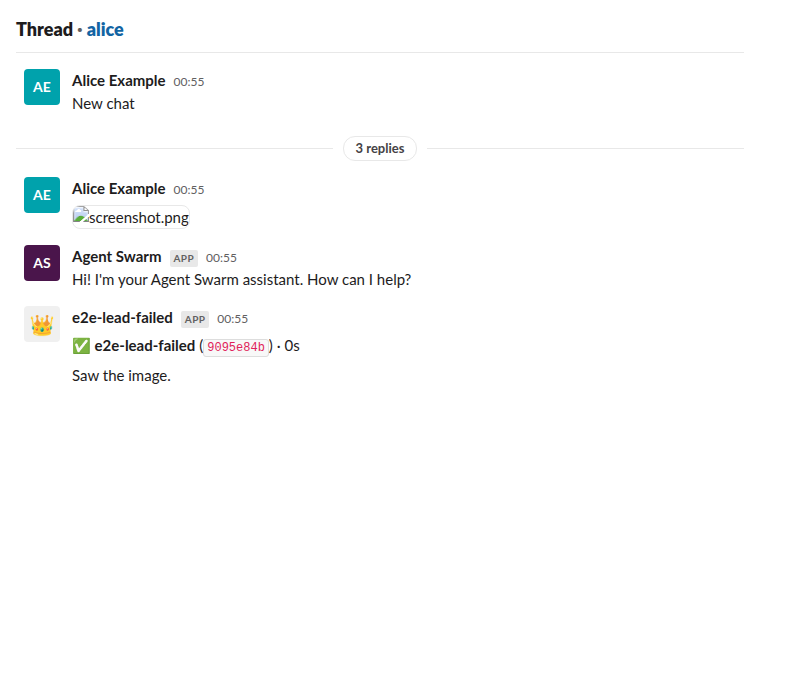 Thread • alice
AE
Alice Example 00:55
New chat
3 replies
AE
Alice Example 00:55
screenshot.png
AS
Agent Swarm APP 00:55
Hi! I'm your Agent Swarm assistant. How can I help?
e2e-lead-failed APP 00:55
✅ e2e-lead-failed (9095e84b) · 0s
Saw the image.